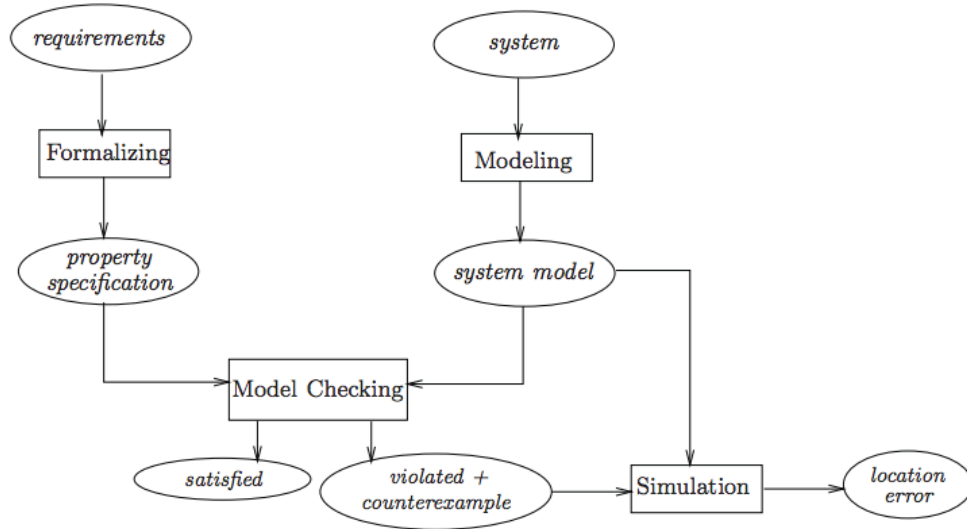 requirements
system
Formalizing
Modeling
property
specification
system model
Model Checking
satisfied
violated +
counterexample
Simulation
location
error